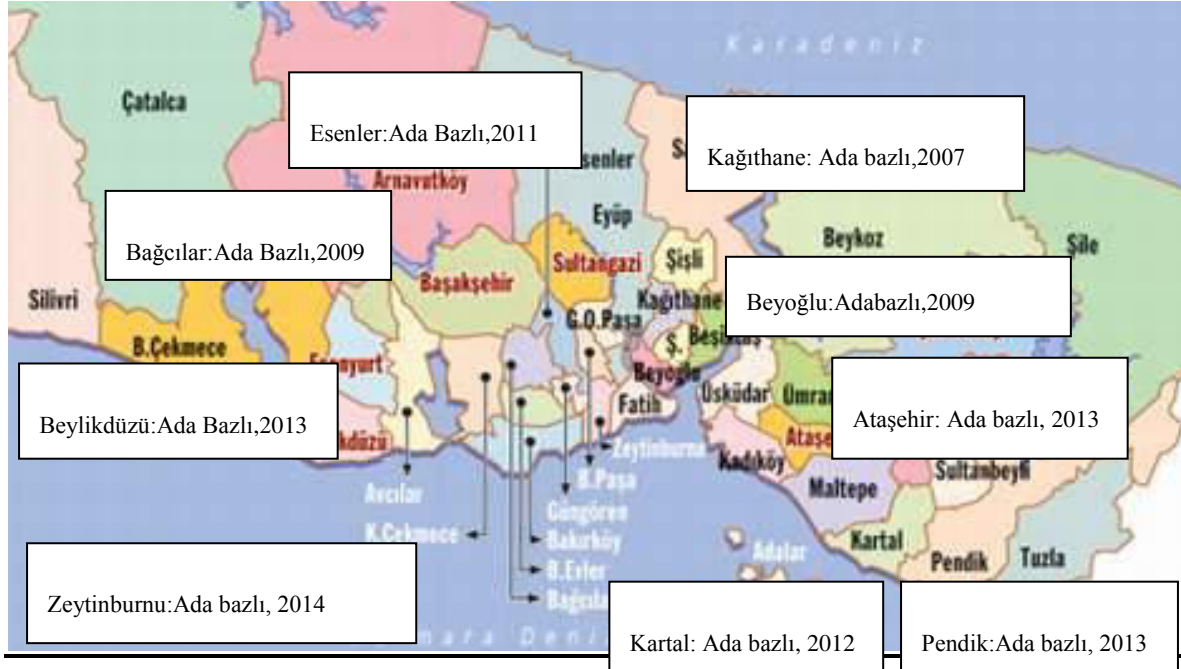 Karadeniz
Çatalca
Esenler:Ada Bazlı,2011
Kağıthane: Ada bazlı,2007
Arnavutköy
Eyüp
Bağcılar:Ada Bazlı,2009
Beykoz
Şile
Silivri
Başakşehir
Sultangazi
Şişli
Kağıthane
Beyoğlu:Adabazlı,2009
B.Çekmece
G.O.Paşa
Ş.
Beyoğlu
Fatih
Üsküdar
Beylikdüzü:Ada Bazlı,2013
Ataşehir: Ada bazlı, 2013
Zeytinburnu
Kadıköy
Sultanbeyli
Maltepe
B.Paşa
Avcılar
Güngören
K.Çekmece
Bakırköy
Adalar
Kartal
Pendik
Tuzla
B.Evler
Zeytinburnu:Ada bazlı, 2014
Kartal: Ada bazlı, 2012
Pendik:Ada bazlı, 2013